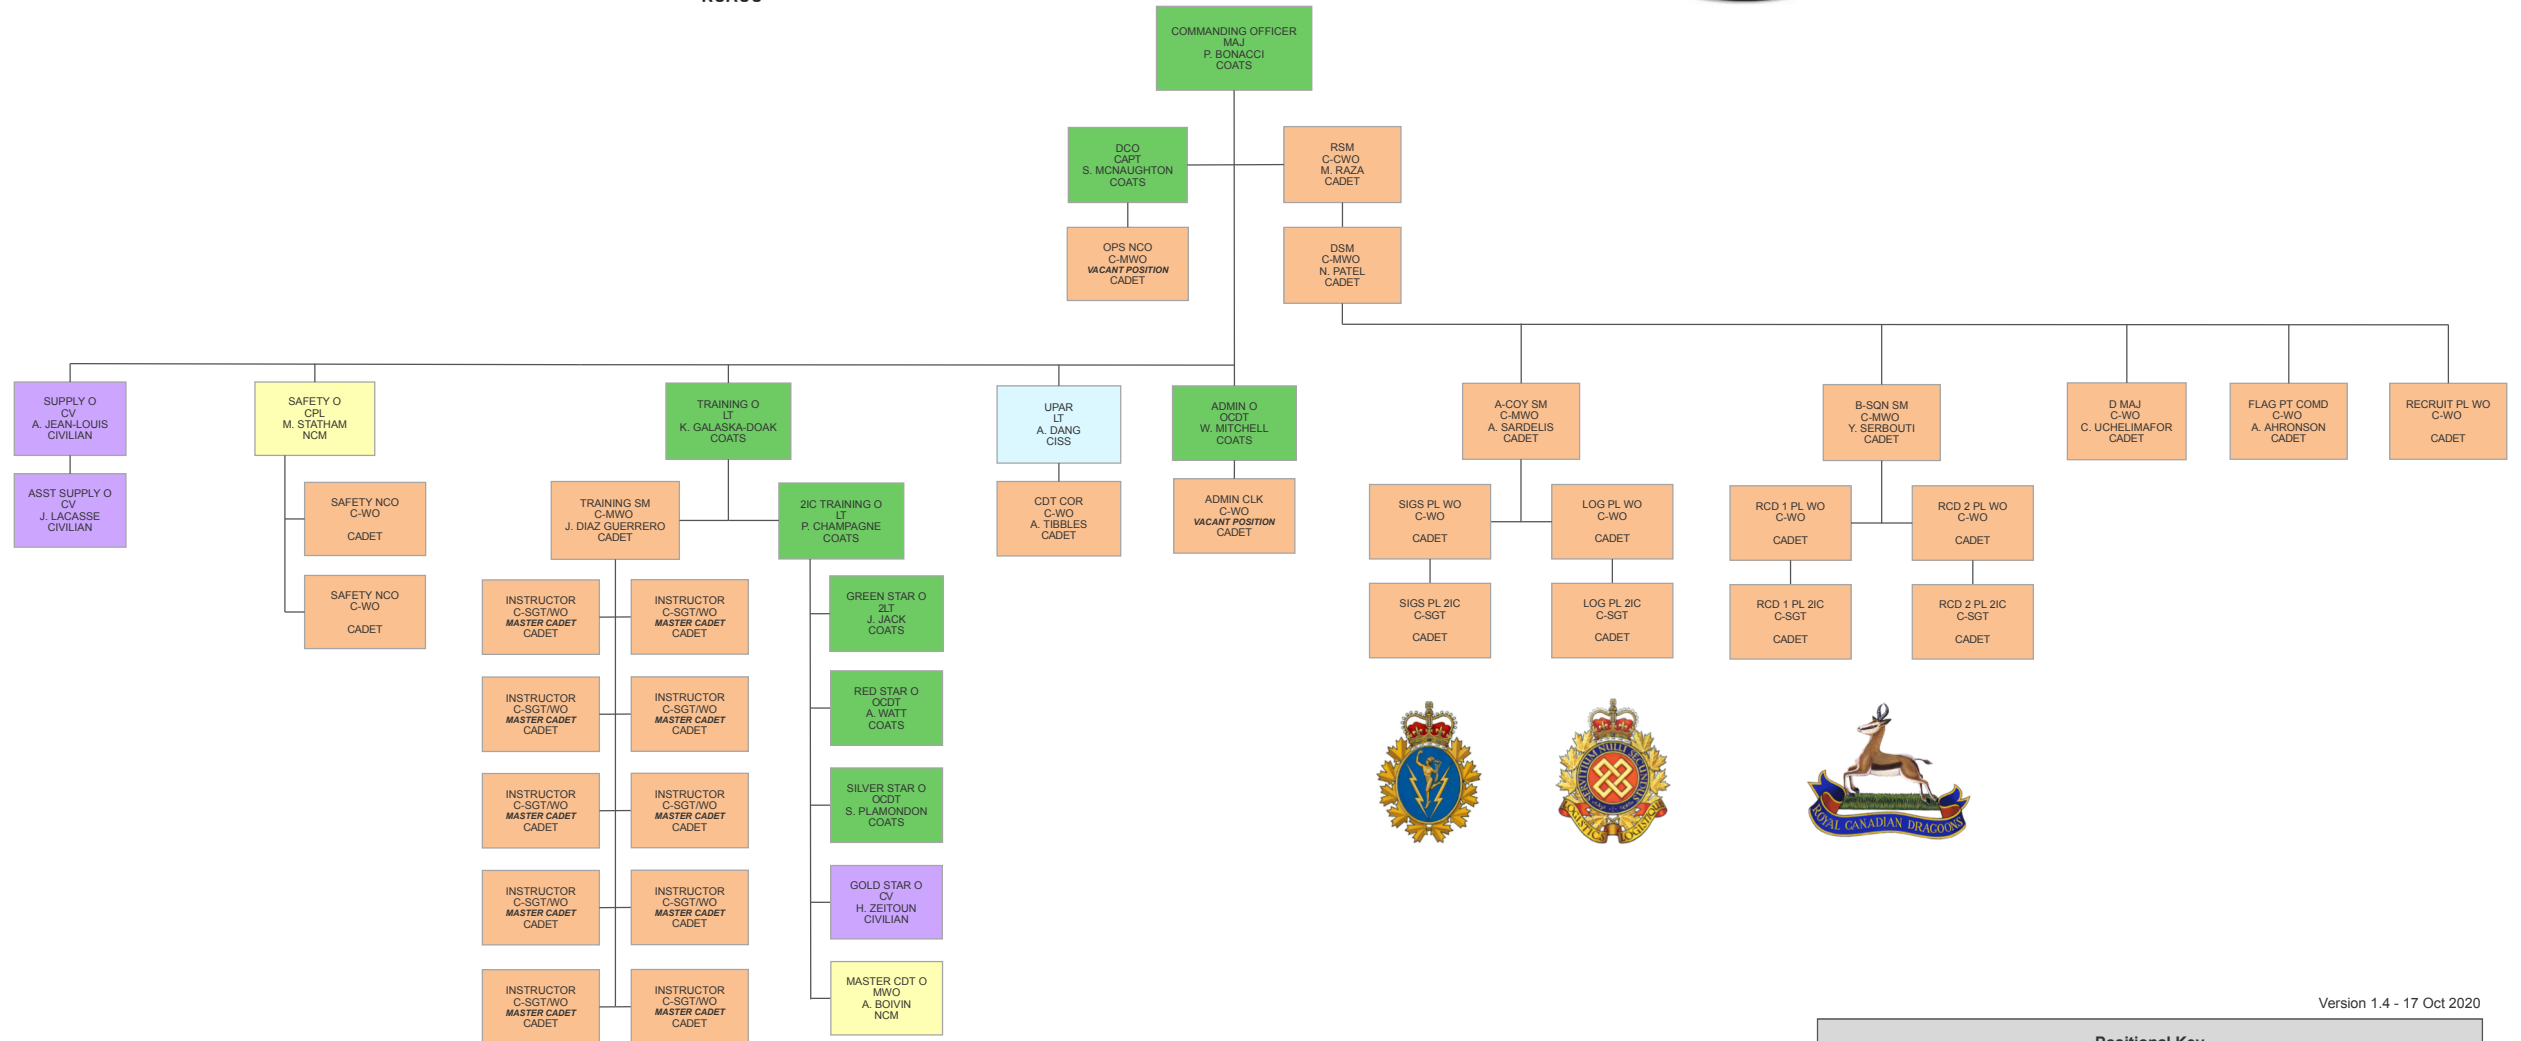 COMMANDING OFFICER
MAJ
P. BONACCI
COATS
DCO
CAPT
S. MCNAUGHTON
COATS
RSM
C-CWO
M. RAZA
CADET
OPS NCO
C-MWO
VACANT POSITION
CADET
DSM
C-MWO
N. PATEL
CADET
SUPPLY O
CV
A. JEAN-LOUIS
CIVILIAN
SAFETY O
CPL
M. STATHAM
NCM
TRAINING O
LT
K. GALASKA-DOAK
COATS
UPAR
LT
A. DANG
CISS
ADMIN O
OCDT
W. MITCHELL
COATS
A-COY SM
C-MWO
A. SARDELIS
CADET
B-SQN SM
C-MWO
Y. SERBOUTI
CADET
D MAJ
C-WO
C. UCHELIMAFOR
CADET
FLAG PT COMD
C-WO
A. AHRONSON
CADET
RECRUIT PL WO
C-WO
CADET
ASST SUPPLY O
CV
J. LACASSE
CIVILIAN
SAFETY NCO
C-WO
CADET
SAFETY NCO
C-WO
CADET
TRAINING SM
C-MWO
J. DIAZ GUERRERO
CADET
2IC TRAINING O
LT
P. CHAMPAGNE
COATS
CDT COR
C-WO
A. TIBBLES
CADET
ADMIN CLK
C-WO
VACANT POSITION
CADET
SIGS PL WO
C-WO
CADET
LOG PL WO
C-WO
CADET
RCD 1 PL WO
C-WO
CADET
RCD 2 PL WO
C-WO
CADET
SIGS PL 2IC
C-SGT
CADET
LOG PL 2IC
C-SGT
CADET
RCD 1 PL 2IC
C-SGT
CADET
RCD 2 PL 2IC
C-SGT
CADET
INSTRUCTOR
C-SGT/WO
MASTER CADET
CADET
INSTRUCTOR
C-SGT/WO
MASTER CADET
CADET
INSTRUCTOR
C-SGT/WO
MASTER CADET
CADET
INSTRUCTOR
C-SGT/WO
MASTER CADET
CADET
INSTRUCTOR
C-SGT/WO
MASTER CADET
CADET
INSTRUCTOR
C-SGT/WO
MASTER CADET
CADET
INSTRUCTOR
C-SGT/WO
MASTER CADET
CADET
INSTRUCTOR
C-SGT/WO
MASTER CADET
CADET
INSTRUCTOR
C-SGT/WO
MASTER CADET
CADET
INSTRUCTOR
C-SGT/WO
MASTER CADET
CADET
GREEN STAR O
2LT
J. JACK
COATS
RED STAR O
OCDT
A. WATT
COATS
SILVER STAR O
OCDT
S. PLAMONDON
COATS
GOLD STAR O
CV
H. ZEITOUN
CIVILIAN
MASTER CDT O
MWO
A. BOIVIN
NCM
LOGISTICS LOGISTIQUE
ROYAL CANADIAN DRAGOONS
Version 1.4 - 17 Oct 2020
Positional Key